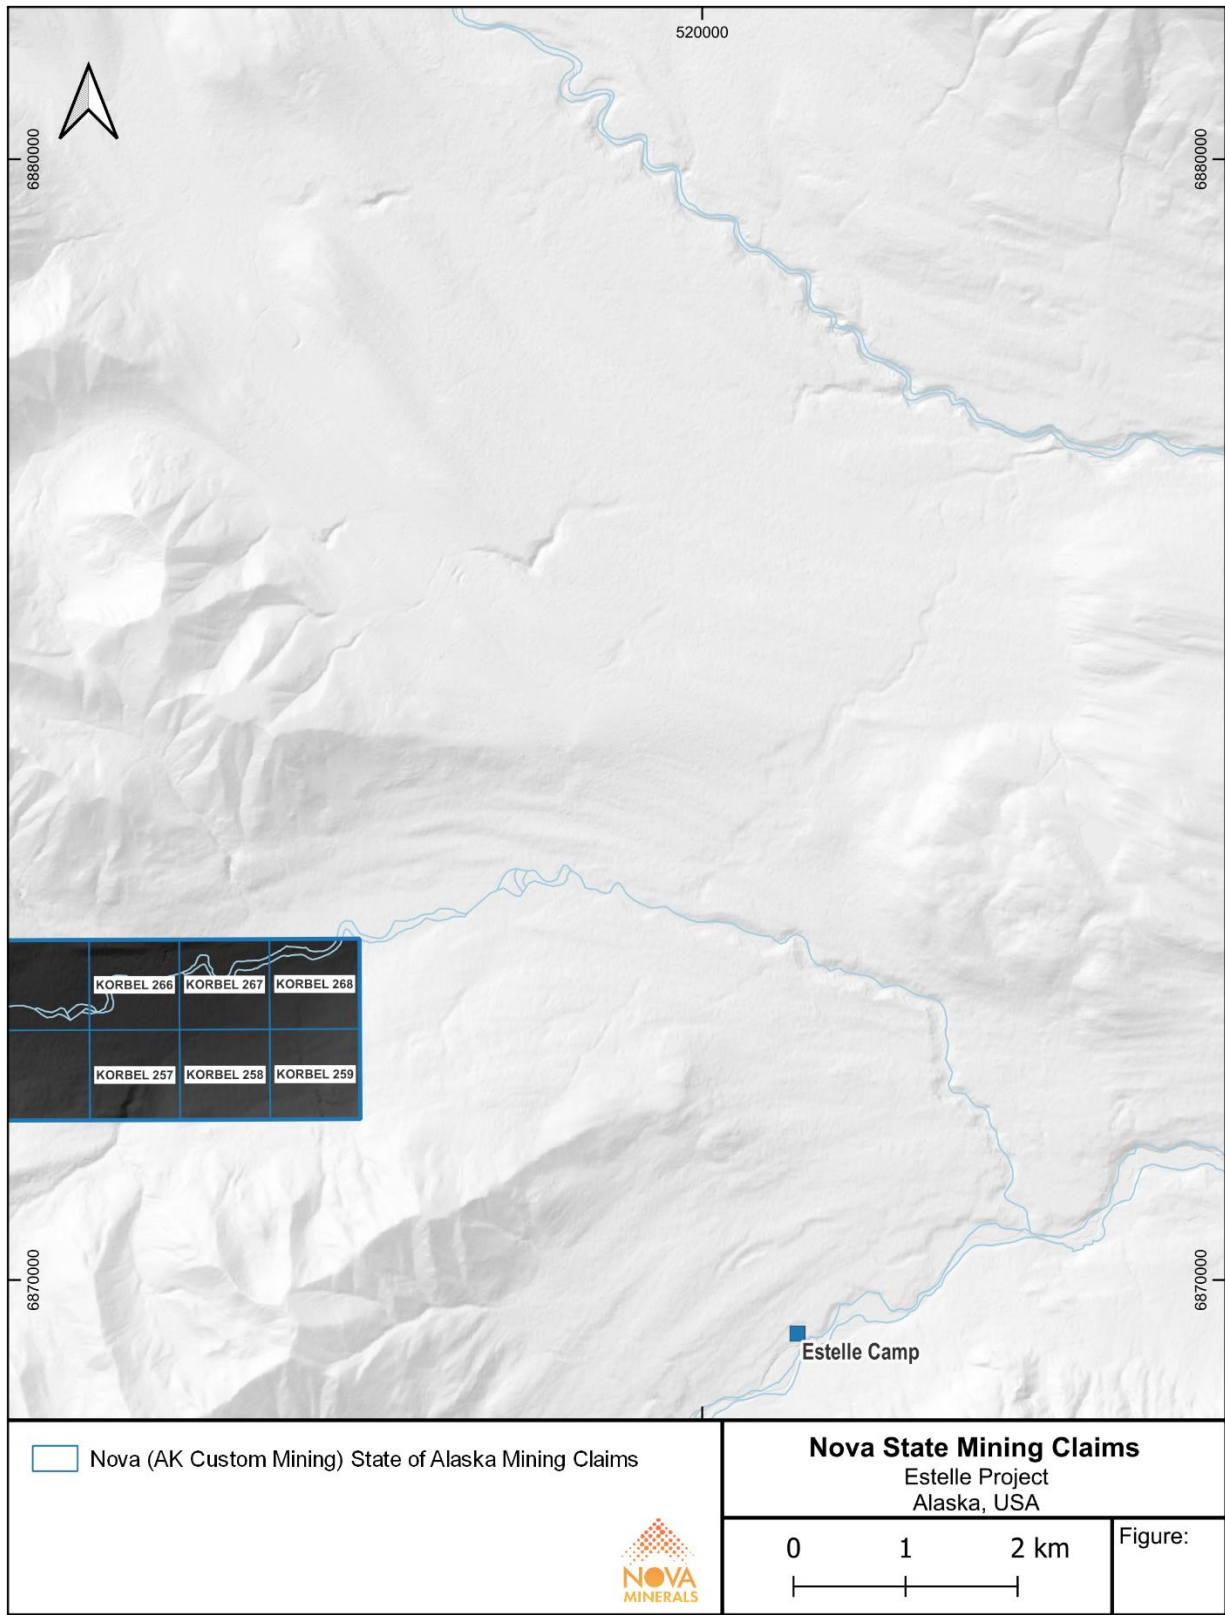 520000
6880000
6880000
KORBEL 266
KORBEL 267
KORBEL 268
KORBEL 257
KORBEL 258
KORBEL 259
6870000
6870000
Estelle Camp
Nova (AK Custom Mining) State of Alaska Mining Claims
NOVA
MINERALS
Nova State Mining Claims
Estelle Project
Alaska, USA
0 1 2 km
Figure: